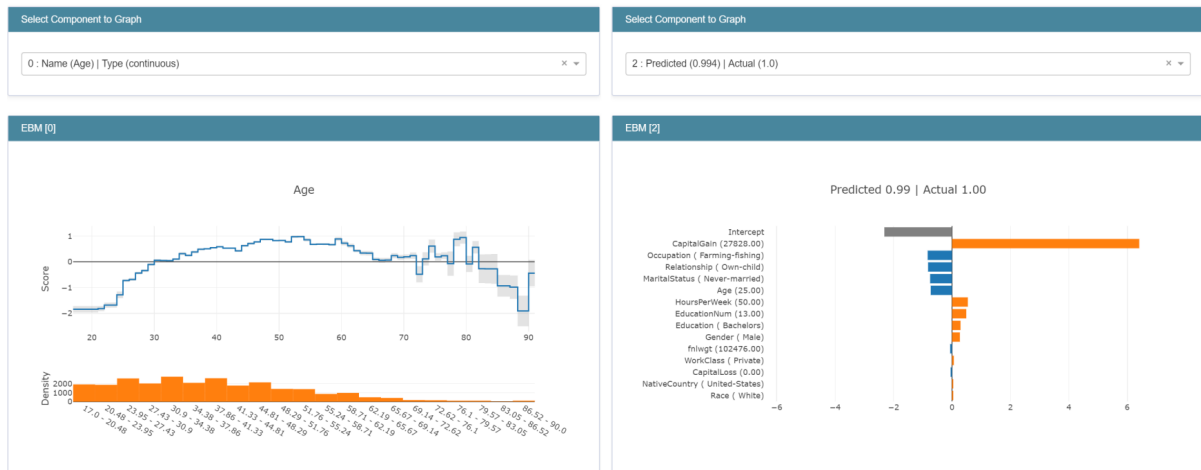 Select Component to Graph
0 : Name (Age) | Type (continuous)
EBM [0]
Age
1
0
−1
−2
Score
20
30
40
50
60
70
80
90
2000
1000
0
Density
17.0 - 20.48
20.48 - 23.95
23.95 - 27.43
27.43 - 30.9
30.9 - 34.38
34.38 - 37.86
37.86 - 41.33
41.33 - 44.81
44.81 - 48.29
48.29 - 51.76
51.76 - 55.24
55.24 - 58.71
58.71 - 62.19
62.19 - 65.67
65.67 - 69.14
69.14 - 72.62
72.62 - 76.1
76.1 - 79.57
79.57 - 83.05
83.05 - 86.52
86.52 - 90.0
Select Component to Graph
2 : Predicted (0.994) | Actual (1.0)
EBM [2]
Predicted 0.99 | Actual 1.00
Intercept
CapitalGain (27828.00)
Occupation ( Farming-fishing)
Relationship ( Own-child)
MaritalStatus ( Never-married)
Age (25.00)
HoursPerWeek (50.00)
EducationNum (13.00)
Education ( Bachelors)
Gender ( Male)
fnlwgt (102476.00)
WorkClass ( Private)
CapitalLoss (0.00)
NativeCountry ( United-States)
Race ( White)
−6
−4
−2
0
2
4
6